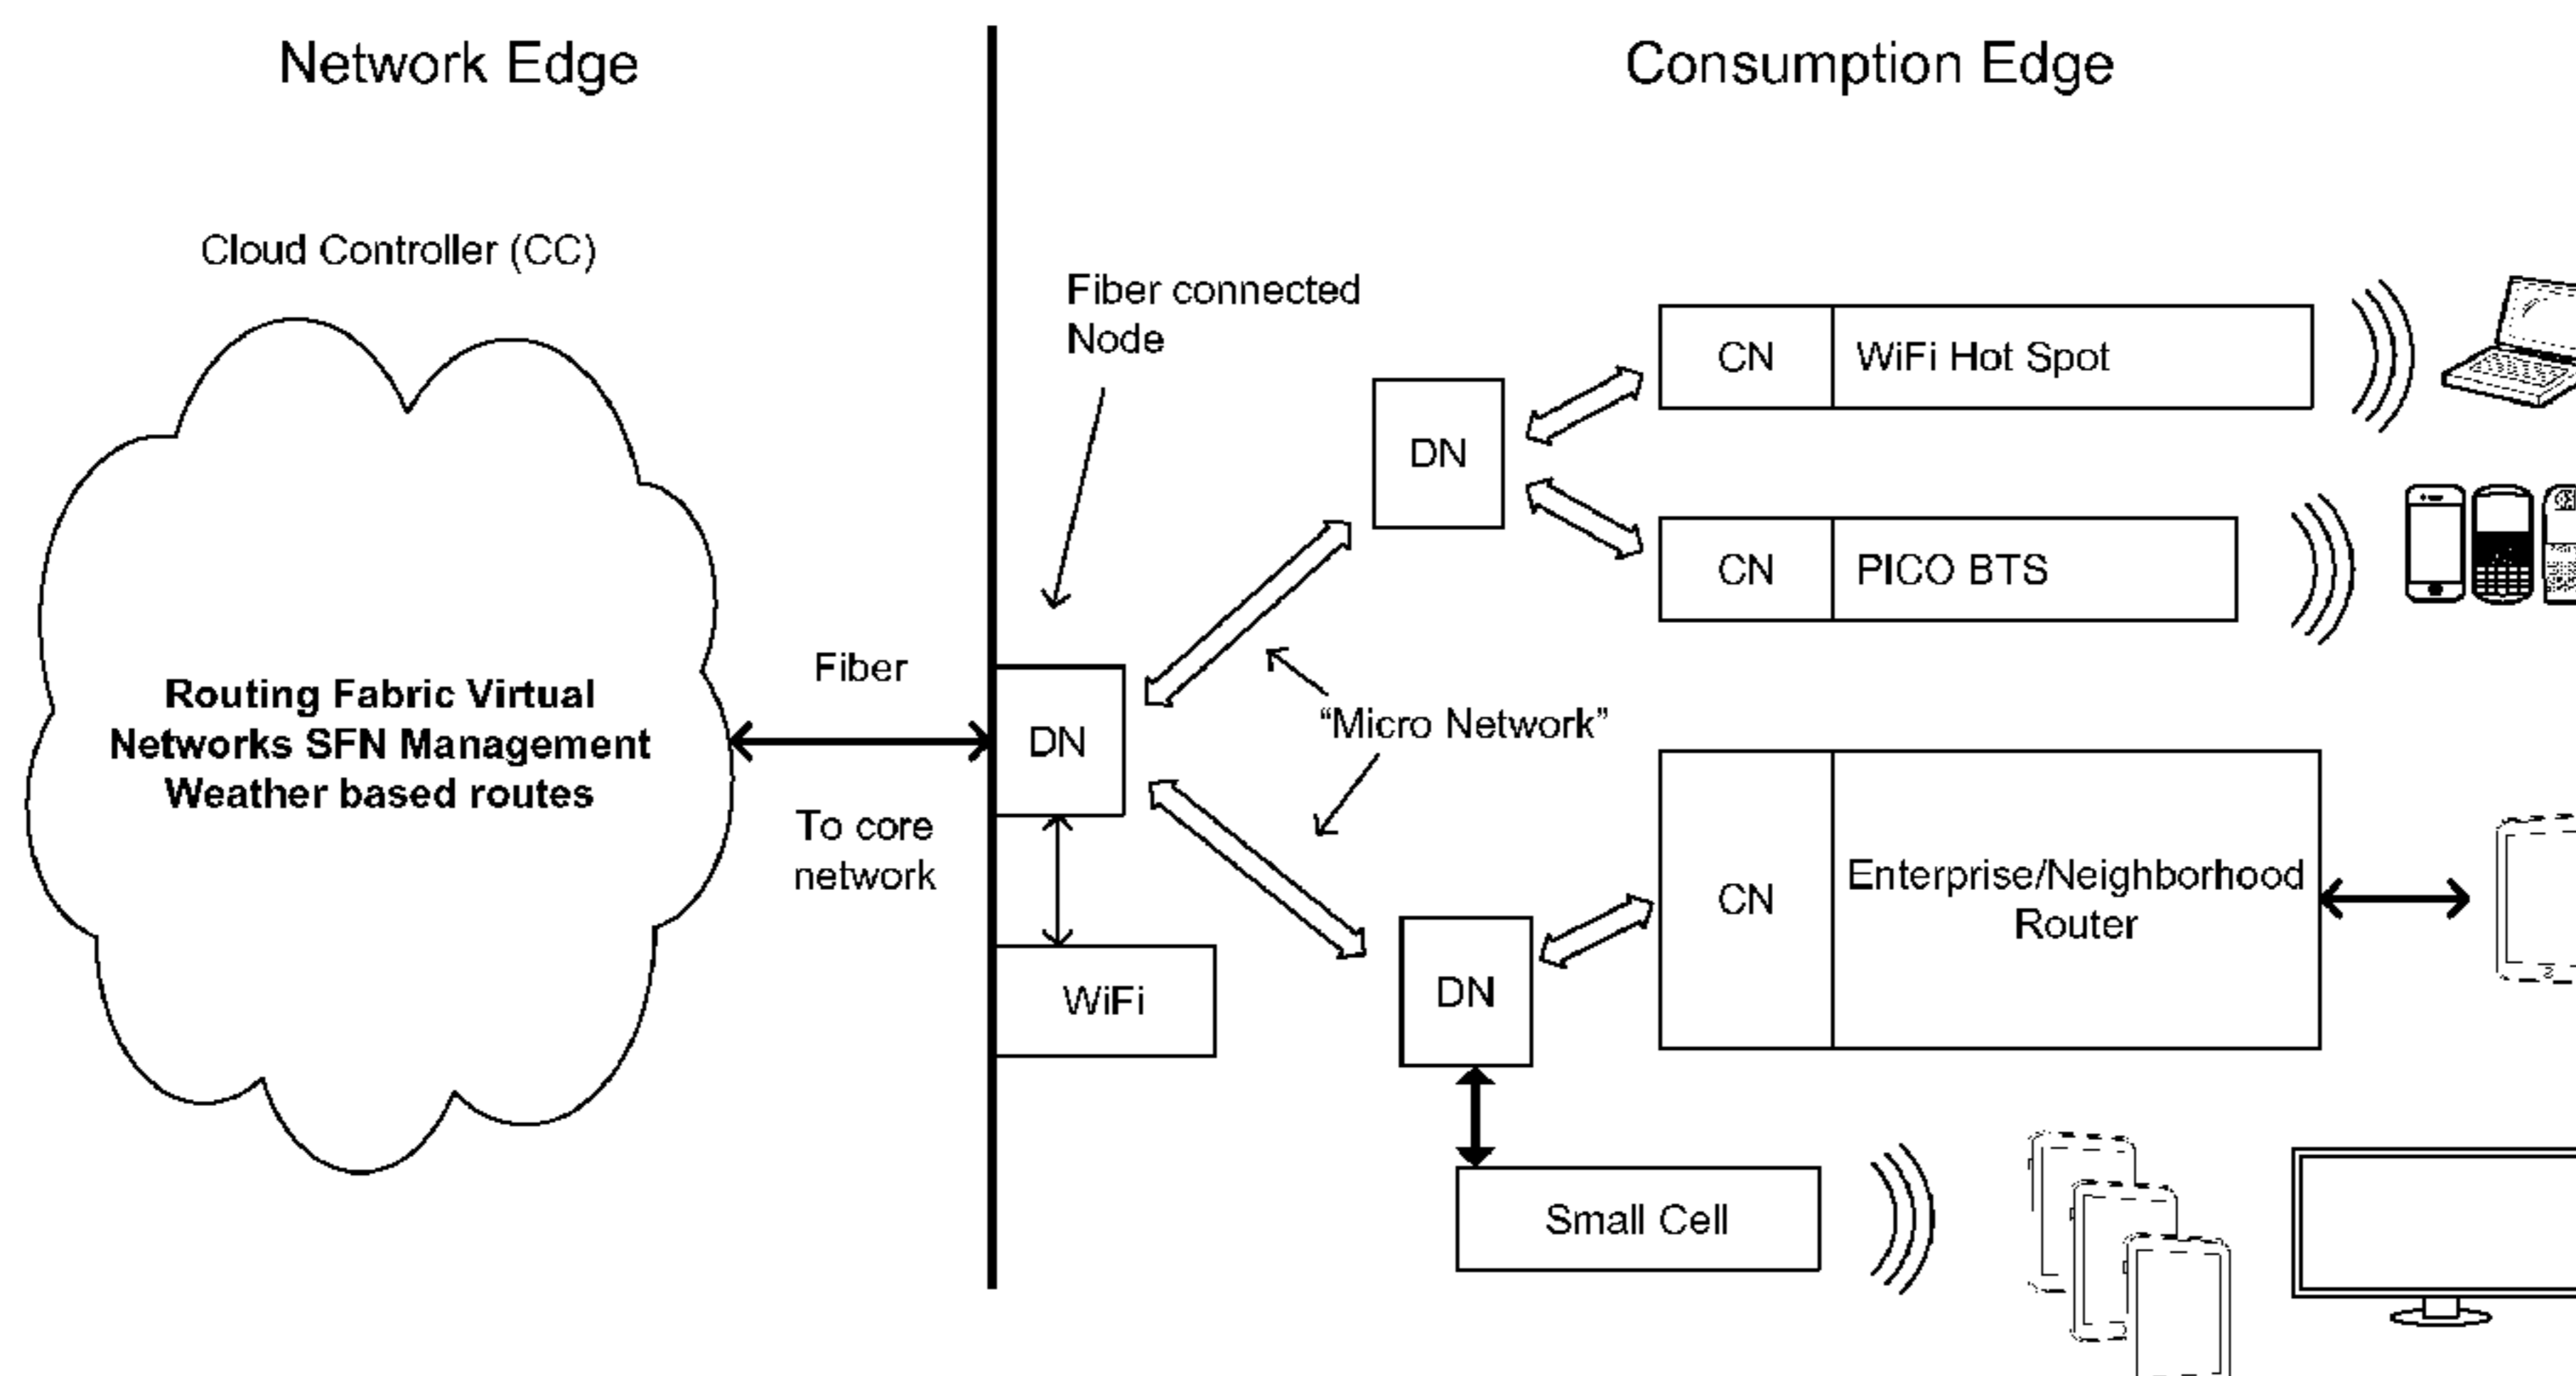 Network Edge
Consumption Edge
Cloud Controller (CC)
Fiber connected
Node
CN
WiFi Hot Spot
DN
CN
PICO BTS
Fiber
Routing Fabric Virtual
Networks SFN Management
Weather based routes
DN
“Micro Network”
To core
network
CN
Enterprise/Neighborhood
Router
WiFi
DN
Small Cell